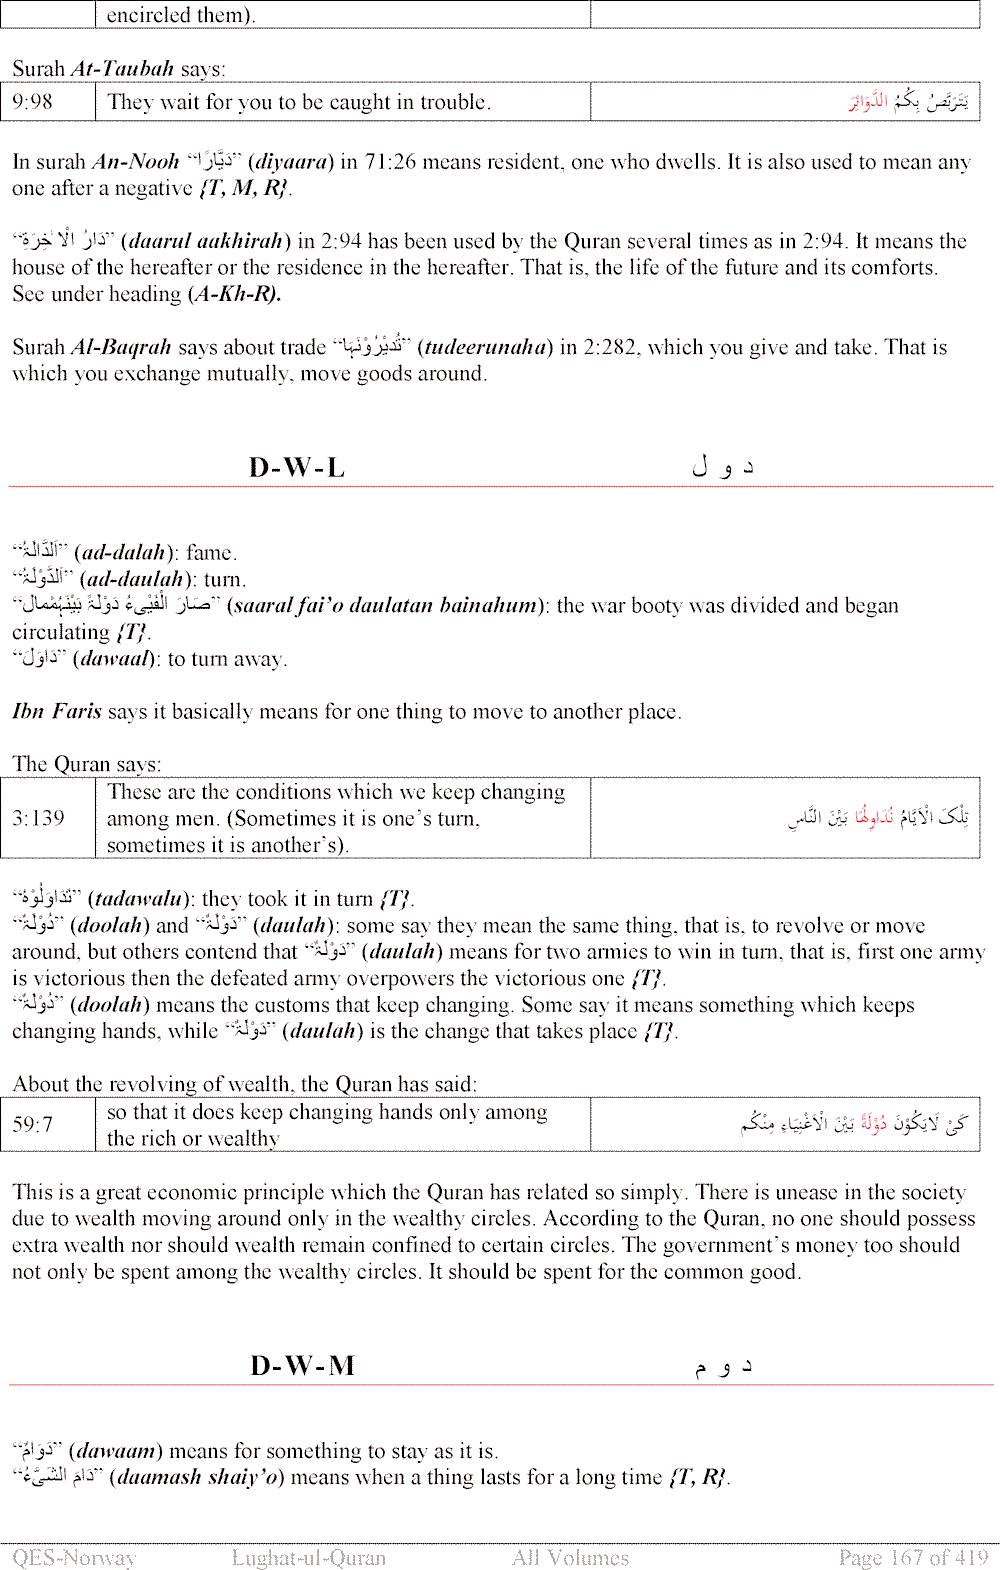 encircled them).
Surah At-Taubah says:
9:98 They wait for you to be caught in trouble. يَتَرَبَّصُ بِكُمُ الدَّوَائِرَ
In surah An-Nooh “دَيَّارًا” (diyaara) in 71:26 means resident, one who dwells. It is also used to mean any
one after a negative {T, M, R}.
“دَارُ الْاٰخِرَةِ” (daarul aakhirah) in 2:94 has been used by the Quran several times as in 2:94. It means the
house of the hereafter or the residence in the hereafter. That is, the life of the future and its comforts.
See under heading (A-Kh-R).
Surah Al-Baqrah says about trade “تُدِيْرُوْنَہَا” (tudeerunaha) in 2:282, which you give and take. That is
which you exchange mutually, move goods around.
D-W-L د و ل
“اَلدَّالَۃُ” (ad-dalah): fame.
“اَلدَّوْلَۃُ” (ad-daulah): turn.
“صَارَ الْفَیْیءُ دَوْلَۃً بَیْنَہُمْمال” (saaral fai’o daulatan bainahum): the war booty was divided and began
circulating {T}.
“دَاوَلَ” (dawaal): to turn away.
Ibn Faris says it basically means for one thing to move to another place.
The Quran says:
3:139 These are the conditions which we keep changing
among men. (Sometimes it is one’s turn,
sometimes it is another’s). تِلْکَ الْاَيَّامُ نُدَاوِلُهَا بَيْنَ النَّاسِ
“تَدَاوَلُوْہُ” (tadawalu): they took it in turn {T}.
“دُوْلَۃٌ” (doolah) and “دَوْلَۃٌ” (daulah): some say they mean the same thing, that is, to revolve or move
around, but others contend that “دَوْلَۃٌ” (daulah) means for two armies to win in turn, that is, first one army
is victorious then the defeated army overpowers the victorious one {T}.
“دُوْلَۃٌ” (doolah) means the customs that keep changing. Some say it means something which keeps
changing hands, while “دَوْلَۃٌ” (daulah) is the change that takes place {T}.
About the revolving of wealth, the Quran has said:
59:7 so that it does keep changing hands only among
the rich or wealthy کَیْ لَایَکُوْنَ دُوْلَةً بَیْنَ الْاَغْنِیَاءِ مِنْکُم
This is a great economic principle which the Quran has related so simply. There is unease in the society
due to wealth moving around only in the wealthy circles. According to the Quran, no one should possess
extra wealth nor should wealth remain confined to certain circles. The government’s money too should
not only be spent among the wealthy circles. It should be spent for the common good.
D-W-M د و م
“دَوَامٌ” (dawaam) means for something to stay as it is.
“دَامَ الشَّیْءُ” (daamash shaiy’o) means when a thing lasts for a long time {T, R}.
QES-Norway Lughat-ul-Quran All Volumes Page 167 of 419